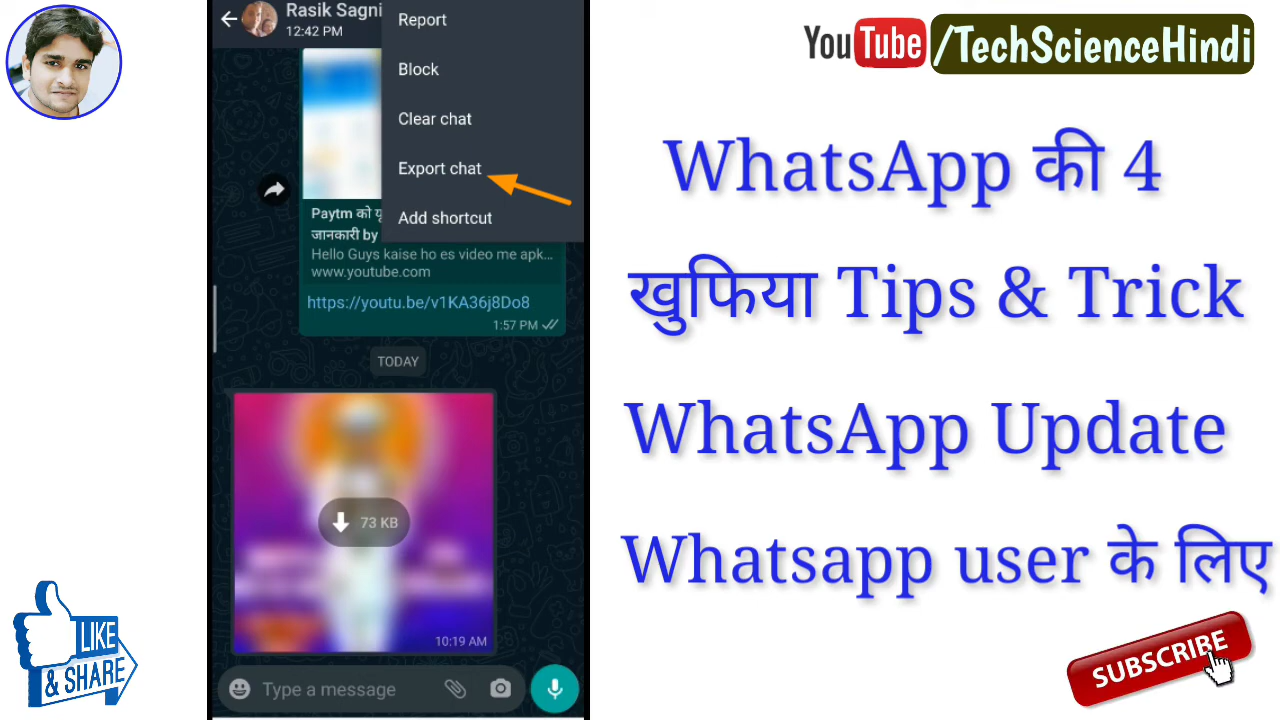 Rasik Sagni
12:42 PM
Report
Block
Clear chat
Export chat
Add shortcut
Paytm को यू
जानकारी by
Hello Guys kaise ho es video me apk...
www.youtube.com
https://youtu.be/v1KA36j8Do8
1:57 PM
TODAY
73 KB
10:19 AM
Type a message
LIKE
& SHARE
YouTube /TechScienceHindi
WhatsApp की 4
खुफिया Tips & Trick
WhatsApp Update
Whatsapp user के लिए
SUBSCRIBE